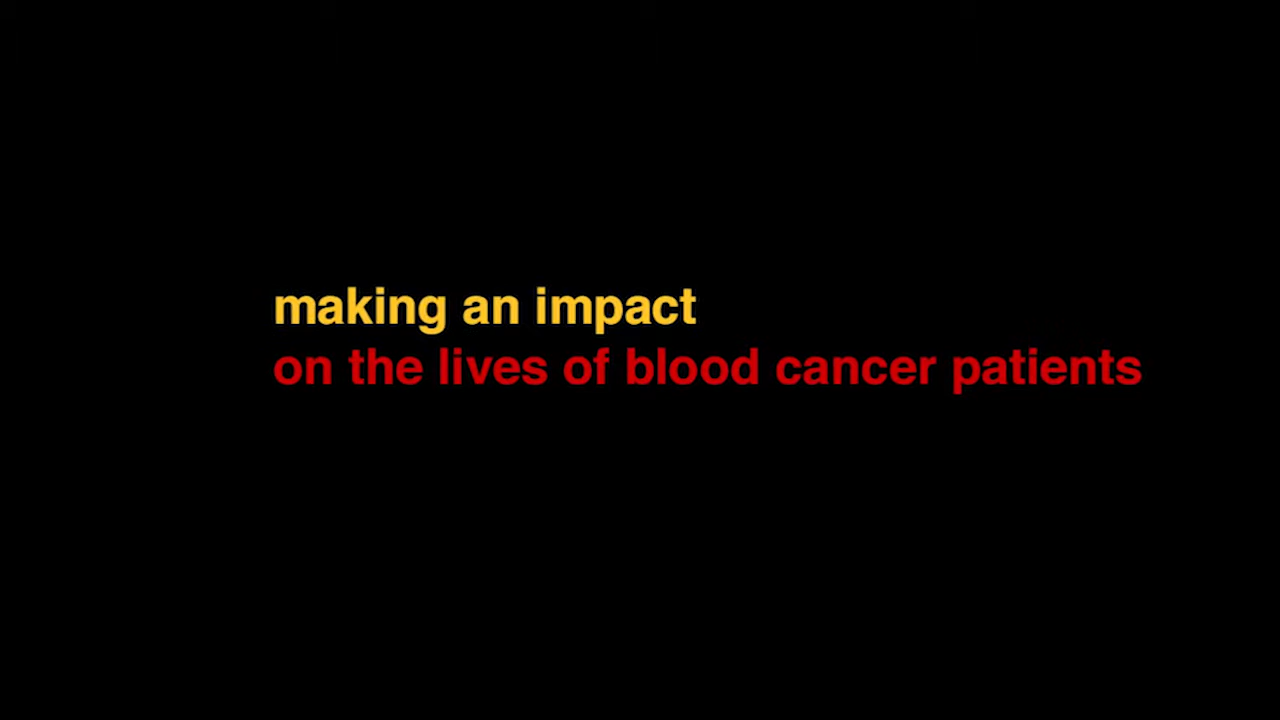 making an impact
on the lives of blood cancer patients